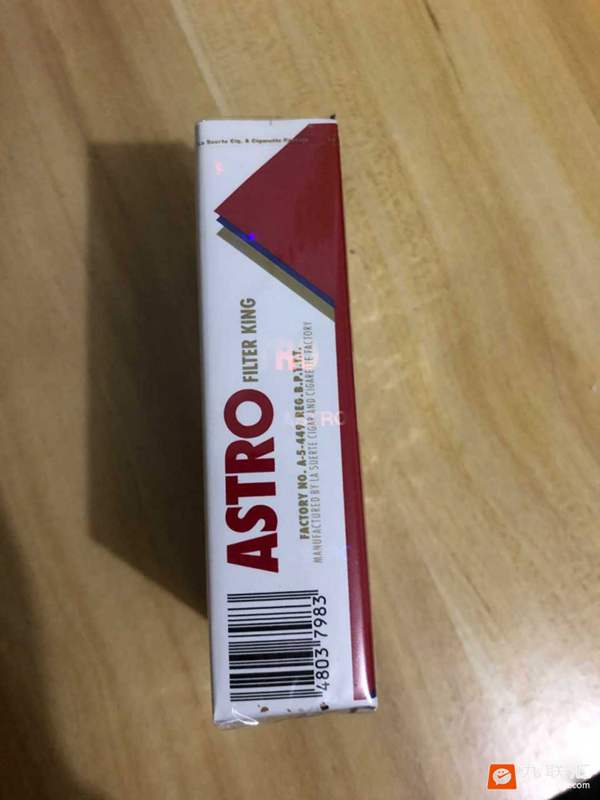 La Suerte Cig. & Cigarette
ASTRO
FILTER KING
FACTORY NO. A-5-449, REG. B.P.T.F.T.
MANUFACTURED BY LA SUERTE CIGAR AND CIGARETTE FACTORY
4803 7983